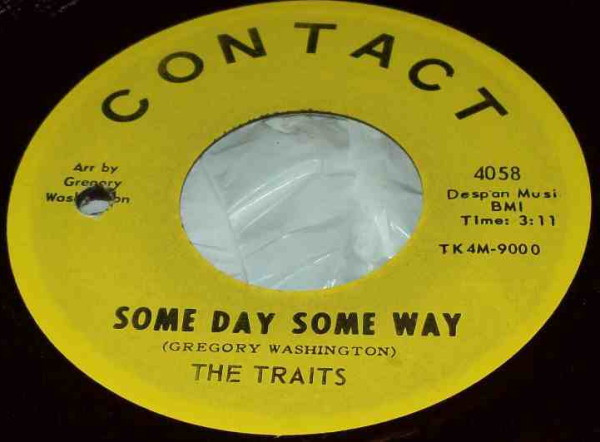 CONTACT
Arr by
Gregory
4058
Despan Musi
BMI
Time: 3:11
TK4M-9000
SOME DAY SOME WAY
(GREGORY WASHINGTON)
THE TRAITS